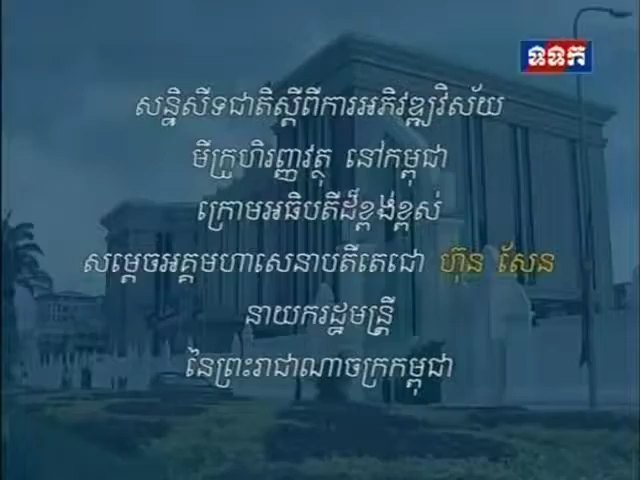 ទទក
សន្និសីទជាតិស្តីពីការអភិវឌ្ឍវិស័យ
មីក្រូហិរញ្ញវត្ថុ នៅកម្ពុជា
ក្រោមអធិបតីដ៏ខ្ពង់ខ្ពស់
សម្តេចអគ្គមហាសេនាបតីតេជោ ហ៊ុន សែន
នាយករដ្ឋមន្ត្រី
នៃព្រះរាជាណាចក្រកម្ពុជា